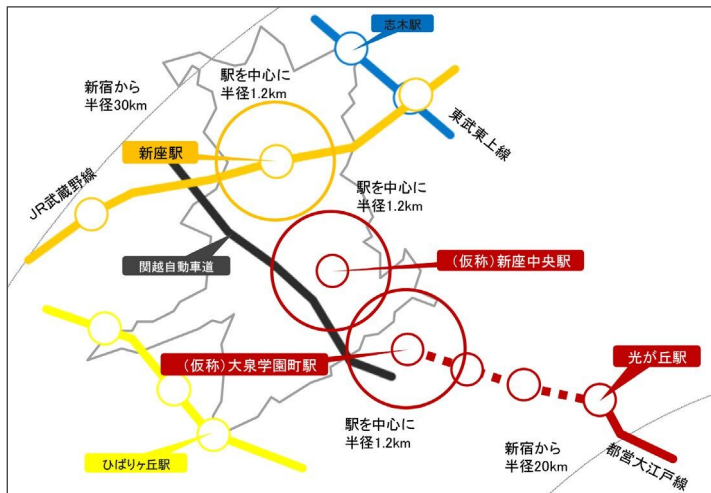 志木駅
駅を中心に
半径1.2km
新宿から
半径30km
東武東上線
新座駅
JR武蔵野線
駅を中心に
半径1.2km
関越自動車道
(仮称)新座中央駅
(仮称)大泉学園町駅
光が丘駅
駅を中心に
半径1.2km
新宿から
半径20km
都営大江戸線
ひばりヶ丘駅